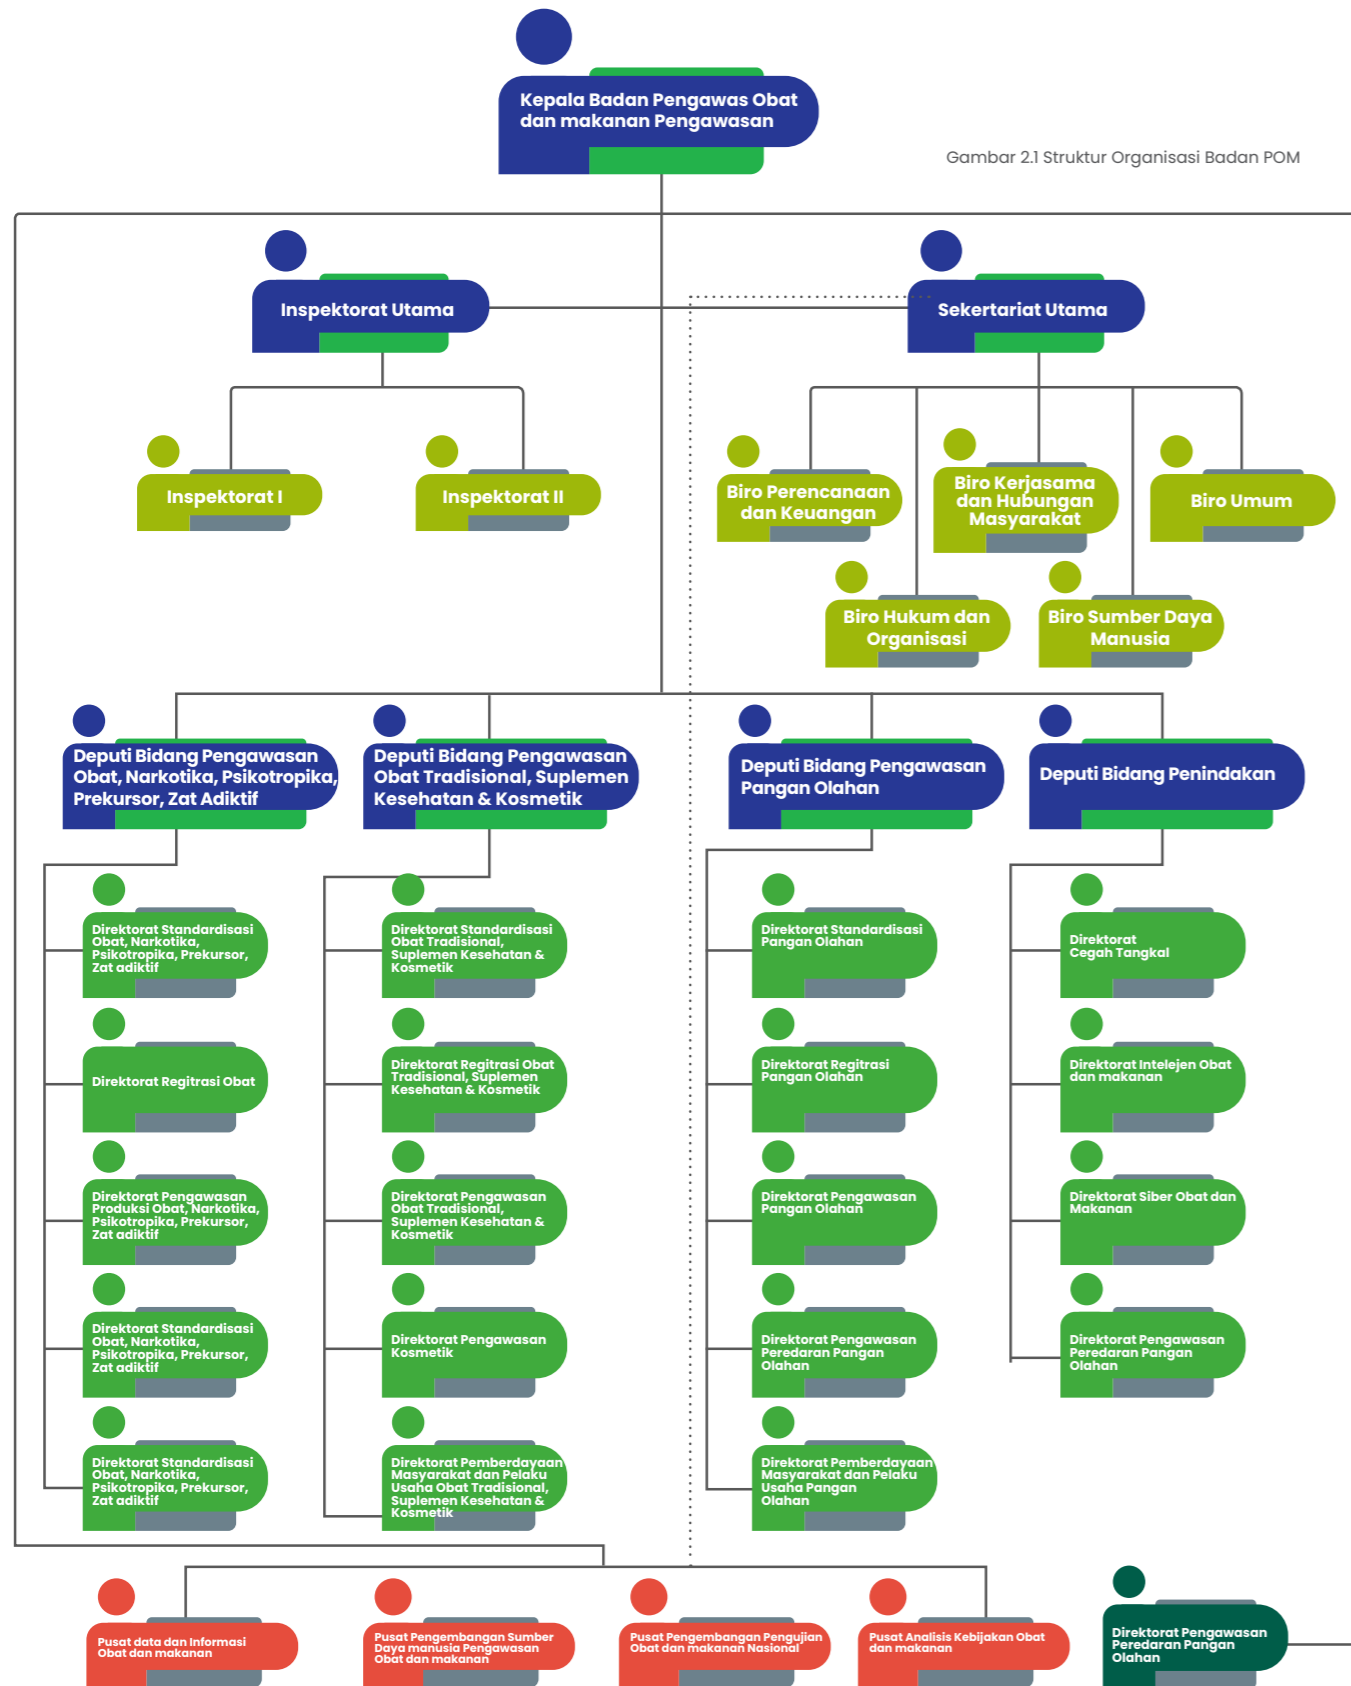 Kepala Badan Pengawas Obat
dan makanan Pengawasan
Gambar 2.1 Struktur Organisasi Badan POM
Inspektorat Utama
Sekertariat Utama
Inspektorat I
Inspektorat II
Biro Perencanaan
dan Keuangan
Biro Kerjasama
dan Hubungan
Masyarakat
Biro Umum
Biro Hukum dan
Organisasi
Biro Sumber Daya
Manusia
Deputi Bidang Pengawasan
Obat, Narkotika, Psikotropika,
Prekursor, Zat Adiktif
Deputi Bidang Pengawasan
Obat Tradisional, Suplemen
Kesehatan & Kosmetik
Deputi Bidang Pengawasan
Pangan Olahan
Deputi Bidang Penindakan
Direktorat Standardisasi
Obat, Narkotika,
Psikotropika, Prekursor,
Zat adiktif
Direktorat Standardisasi
Obat Tradisional,
Suplemen Kesehatan &
Kosmetik
Direktorat Standardisasi
Pangan Olahan
Direktorat
Cegah Tangkal
Direktorat Regitrasi Obat
Direktorat Regitrasi Obat
Tradisional, Suplemen
Kesehatan & Kosmetik
Direktorat Regitrasi
Pangan Olahan
Direktorat Intelejen Obat
dan makanan
Direktorat Pengawasan
Produksi Obat, Narkotika,
Psikotropika, Prekursor,
Zat adiktif
Direktorat Pengawasan
Obat Tradisional,
Suplemen Kesehatan &
Kosmetik
Direktorat Pengawasan
Pangan Olahan
Direktorat Siber Obat dan
Makanan
Direktorat Standardisasi
Obat, Narkotika,
Psikotropika, Prekursor,
Zat adiktif
Direktorat Pengawasan
Kosmetik
Direktorat Pengawasan
Peredaran Pangan
Olahan
Direktorat Pengawasan
Peredaran Pangan
Olahan
Direktorat Standardisasi
Obat, Narkotika,
Psikotropika, Prekursor,
Zat adiktif
Direktorat Pemberdayaan
Masyarakat dan Pelaku
Usaha Obat Tradisional,
Suplemen Kesehatan &
Kosmetik
Direktorat Pemberdayaan
Masyarakat dan Pelaku
Usaha Pangan
Olahan
Pusat data dan Informasi
Obat dan makanan
Pusat Pengembangan Sumber
Daya manusia Pengawasan
Obat dan makanan
Pusat Pengembangan Pengujian
Obat dan makanan Nasional
Pusat Analisis Kebijakan Obat
dan makanan
Direktorat Pengawasan
Peredaran Pangan
Olahan